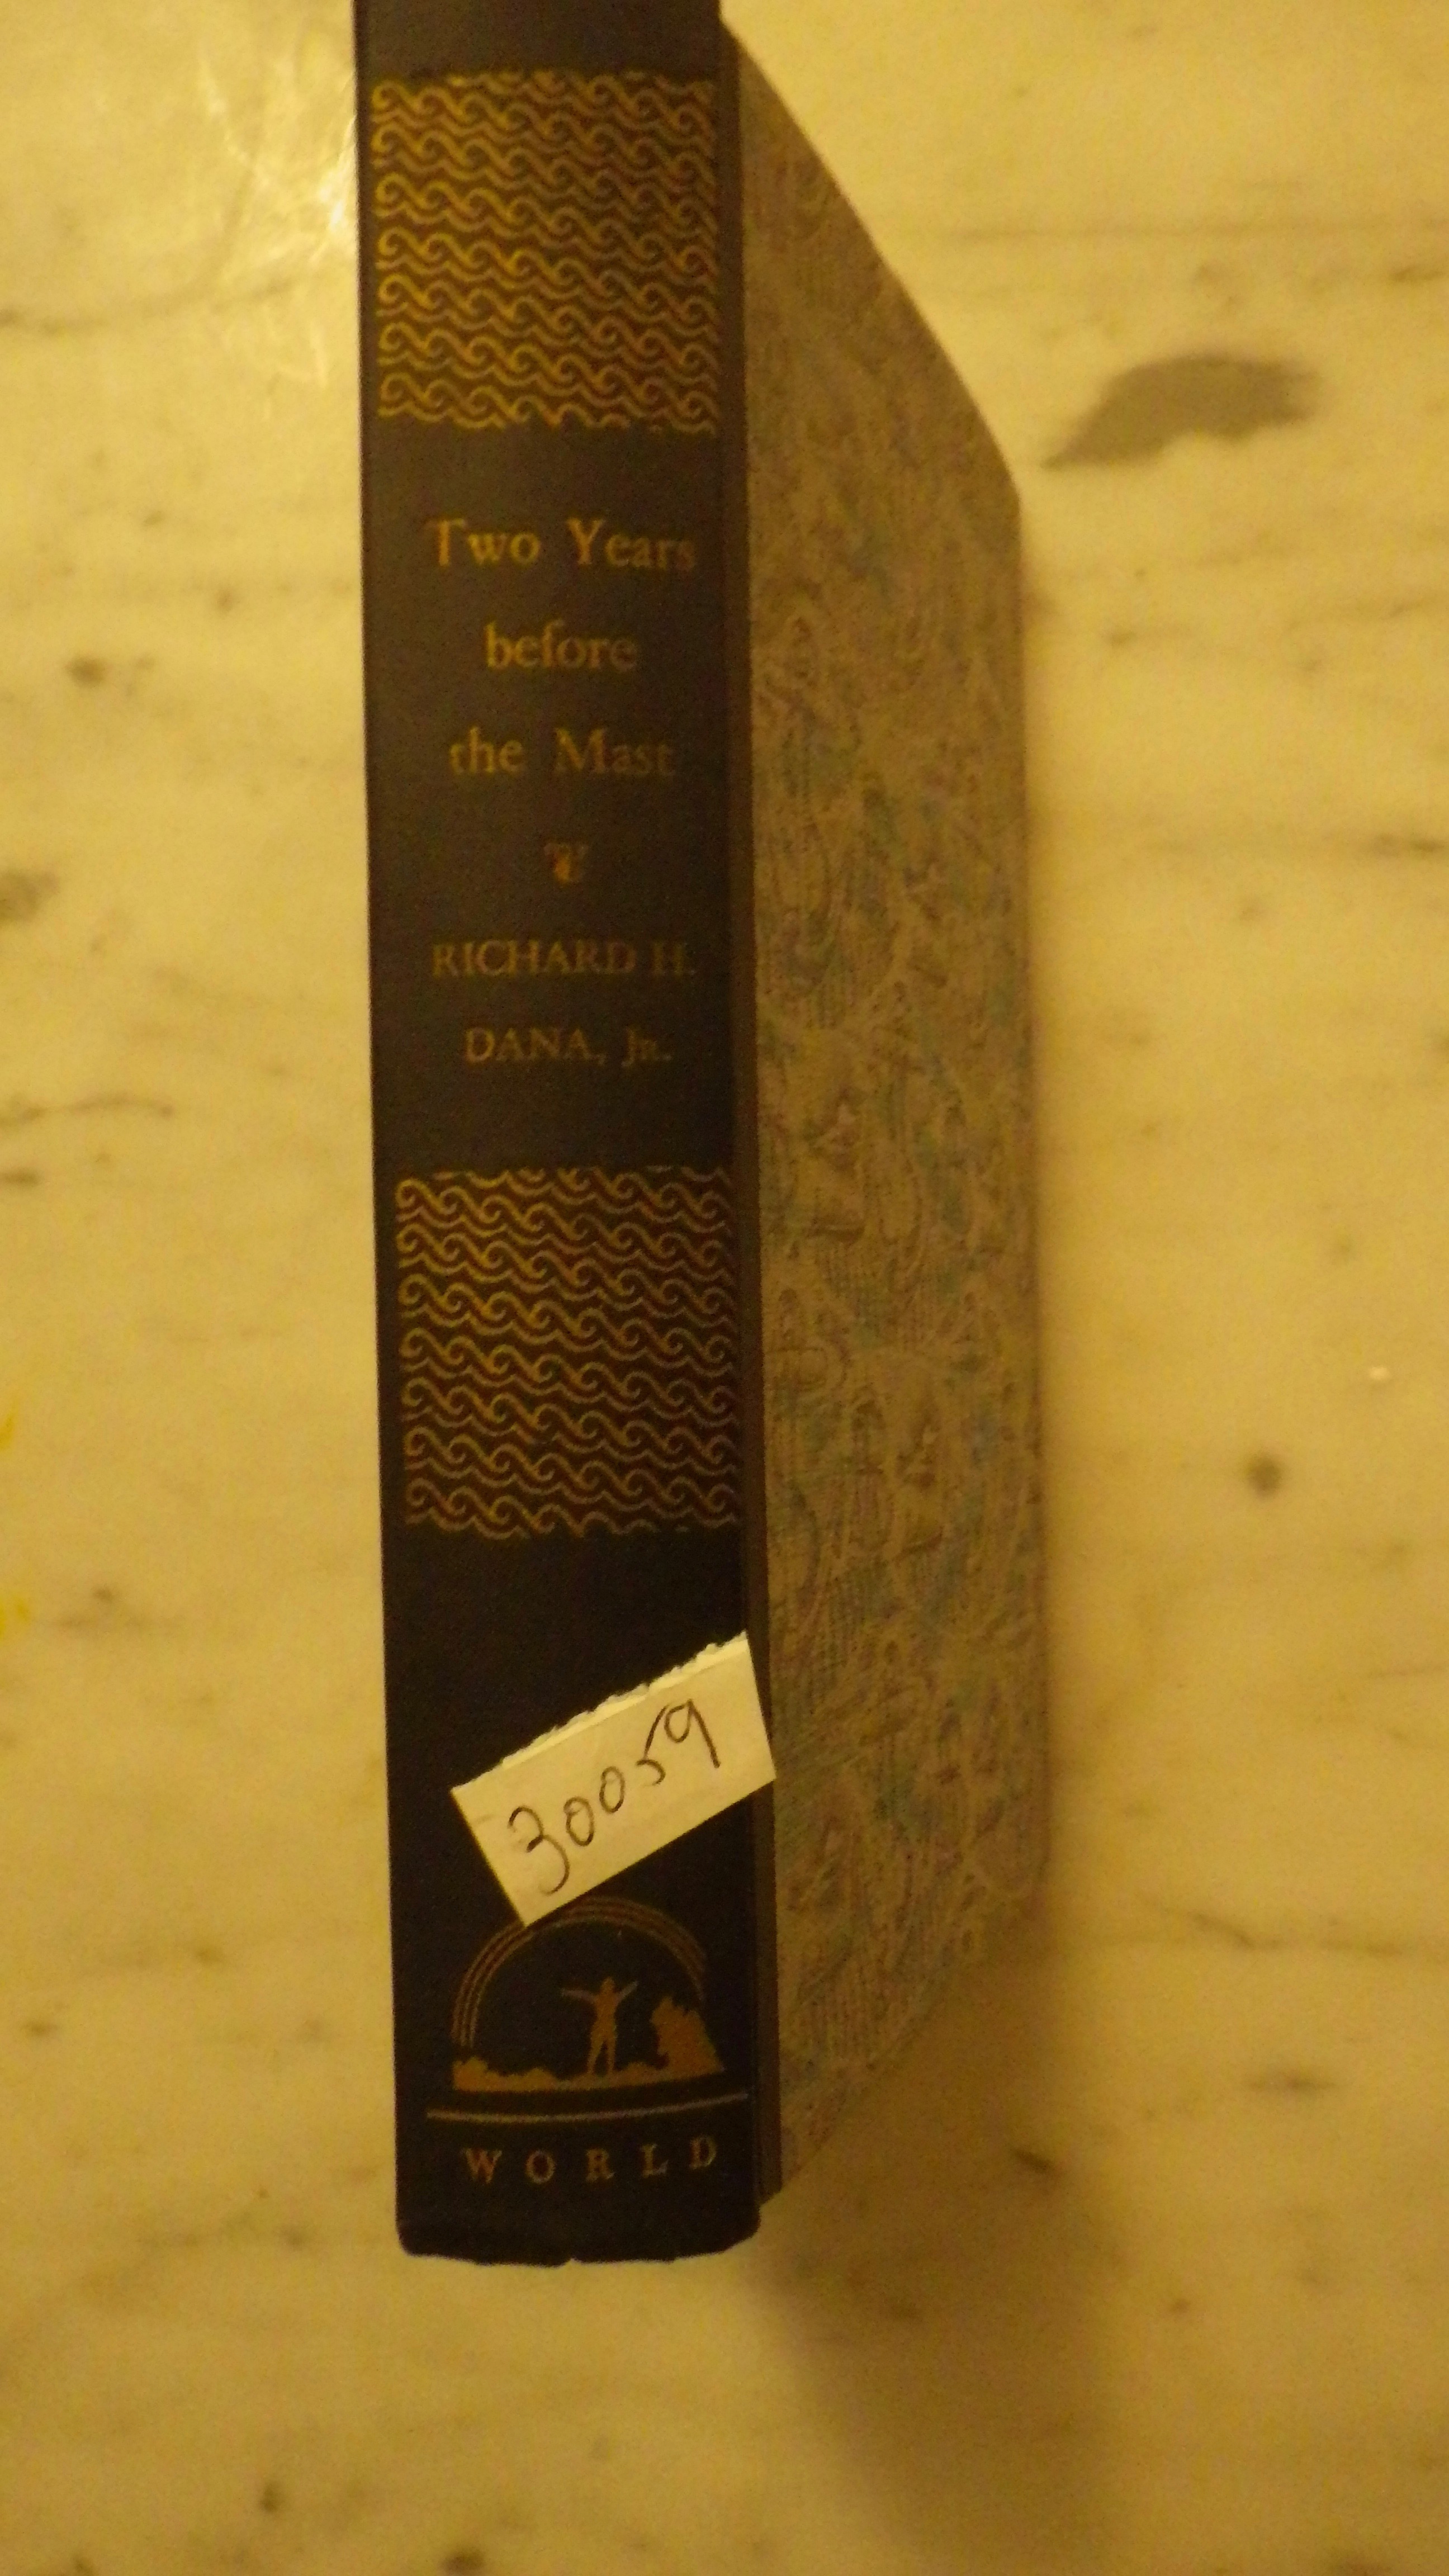 Two Years
before
the Mast
RICHARD H.
DANA, Jr.
30059
WORLD